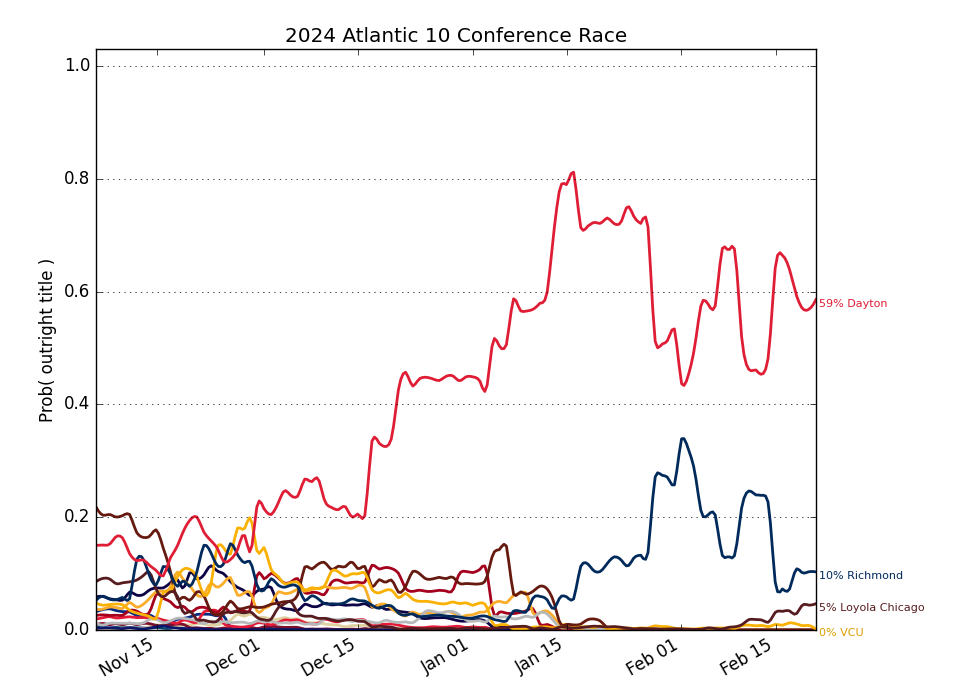 2024 Atlantic 10 Conference Race
Prob( outright title )
1.0
0.8
0.6
0.4
0.2
0.0
59% Dayton
10% Richmond
5% Loyola Chicago
0% VCU
Nov 15
Dec 01
Dec 15
Jan 01
Jan 15
Feb 01
Feb 15